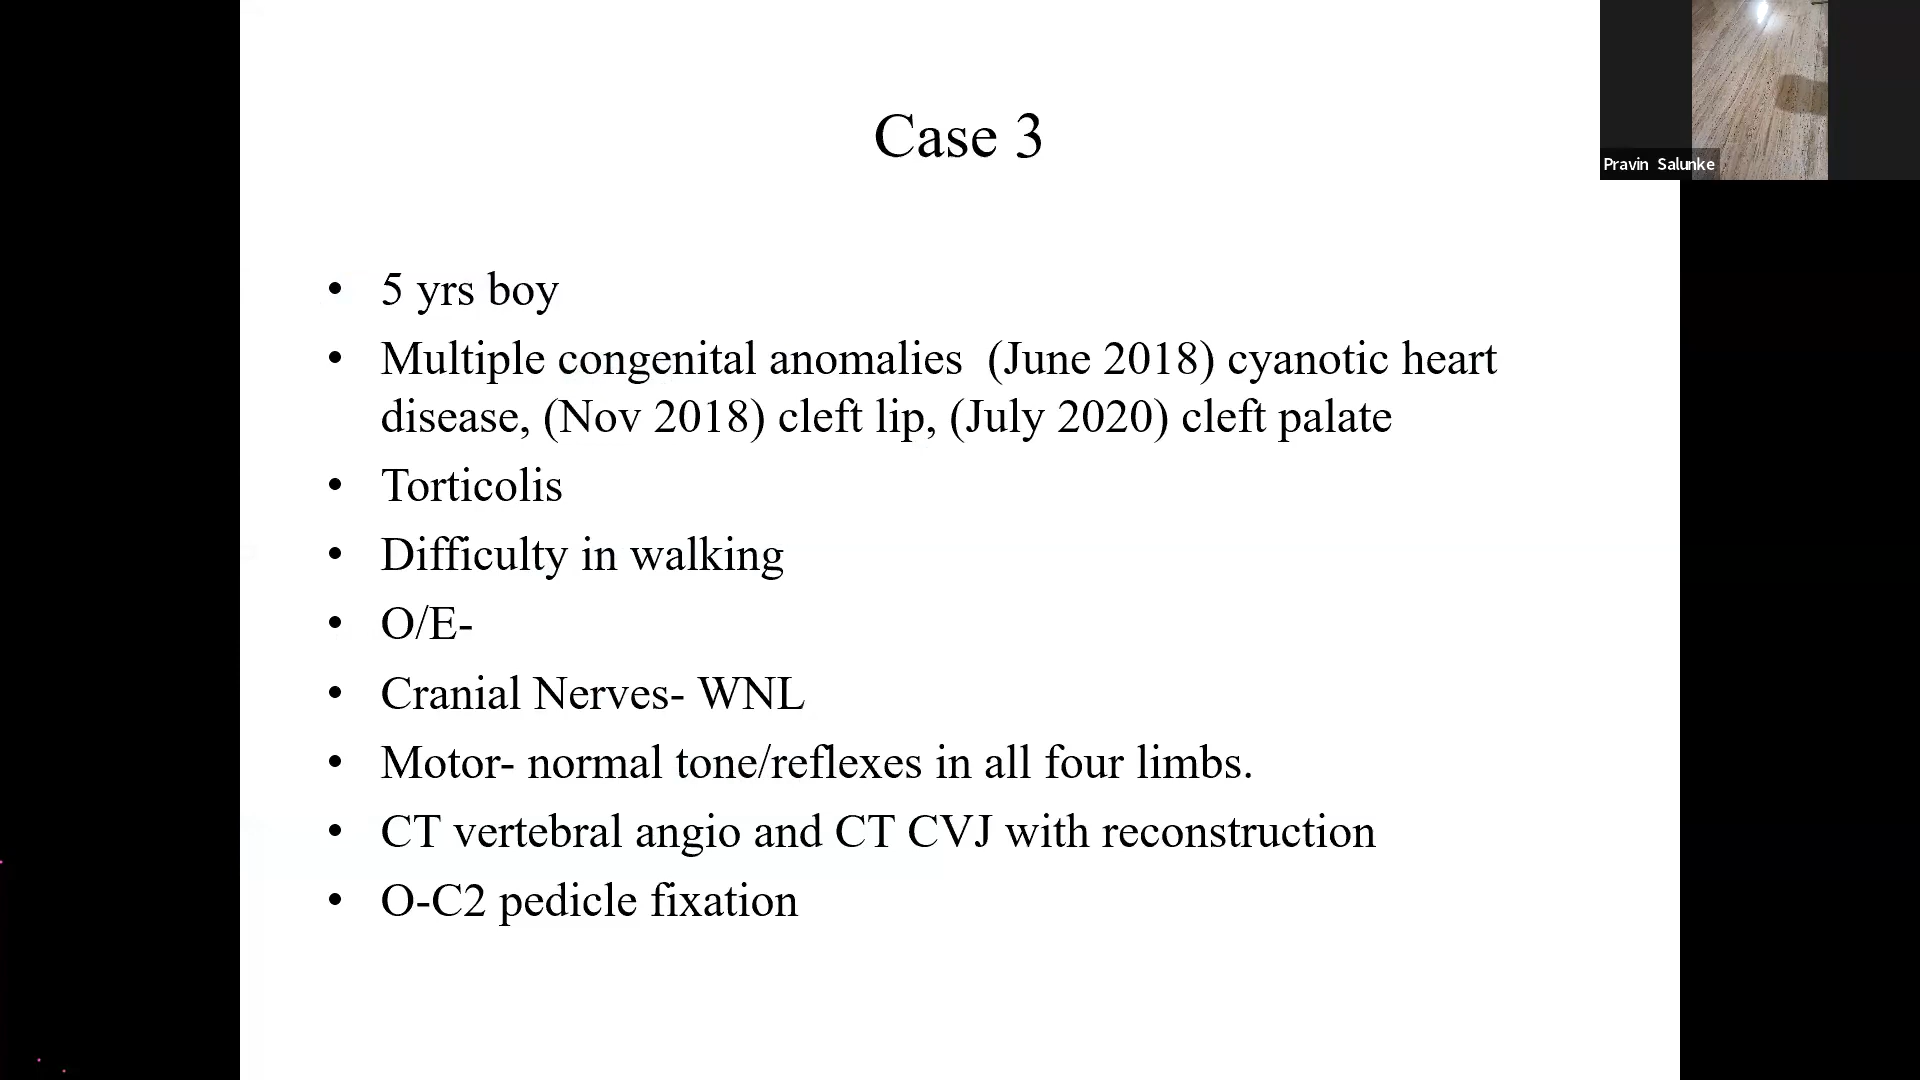 Case 3
Pravin Salunke
• 5 yrs boy
• Multiple congenital anomalies (June 2018) cyanotic heart
disease, (Nov 2018) cleft lip, (July 2020) cleft palate
• Torticolis
• Difficulty in walking
• O/E-
• Cranial Nerves- WNL
• Motor- normal tone/reflexes in all four limbs.
• CT vertebral angio and CT CVJ with reconstruction
• O-C2 pedicle fixation